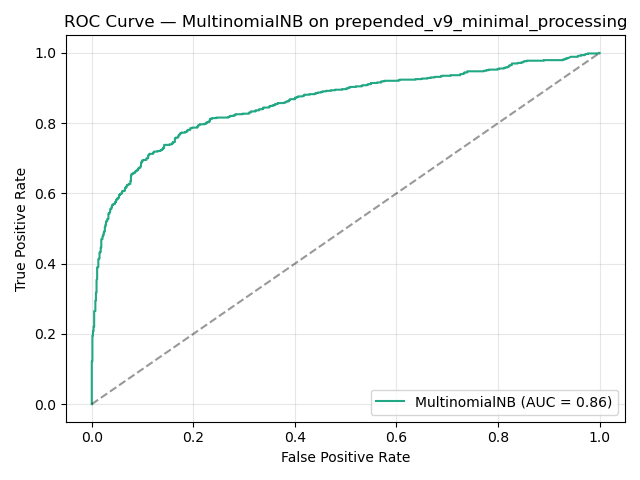 ROC Curve — MultinomialNB on prepended_v9_minimal_processing
True Positive Rate
1.0
0.8
0.6
0.4
0.2
0.0
0.0 0.2 0.4 0.6 0.8 1.0
False Positive Rate
MultinomialNB (AUC = 0.86)